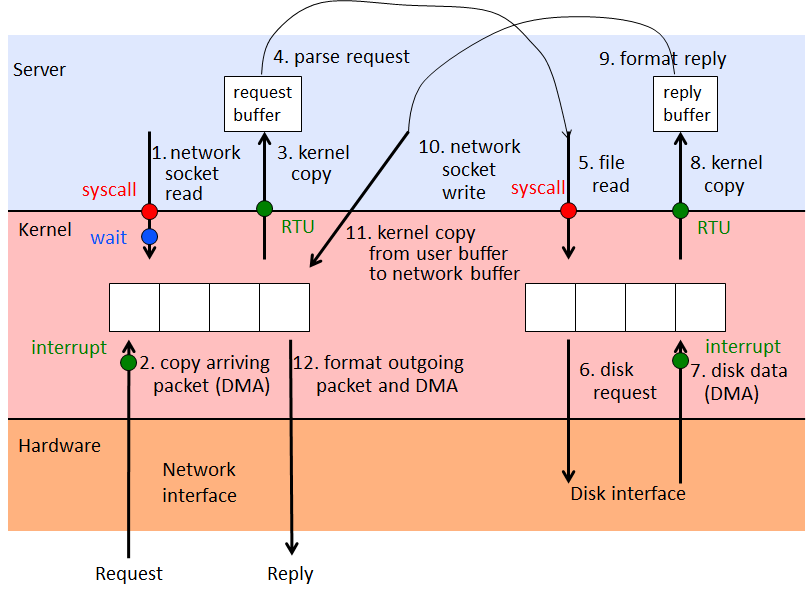 Server
4. parse request
9. format reply
request
buffer
reply
buffer
1. network
socket
read
3. kernel
copy
10. network
socket
write
5. file
read
8. kernel
copy
syscall
syscall
Kernel
wait
RTU
RTU
11. kernel copy
from user buffer
to network buffer
interrupt
interrupt
2. copy arriving
packet (DMA)
12. format outgoing
packet and DMA
6. disk
request
7. disk data
(DMA)
Hardware
Network
interface
Disk interface
Request
Reply